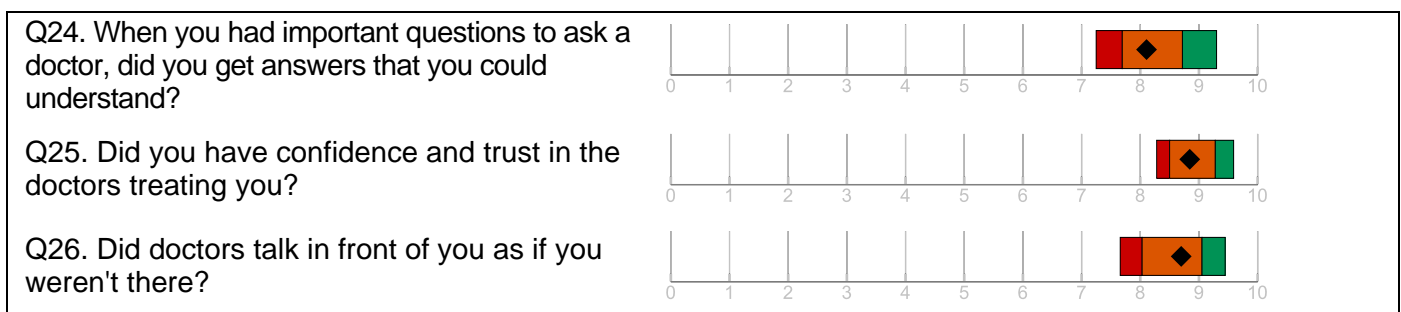 Q24. When you had important questions to ask a
doctor, did you get answers that you could
understand?
0 1 2 3 4 5 6 7 8 9 10
Q25. Did you have confidence and trust in the
doctors treating you?
0 1 2 3 4 5 6 7 8 9 10
Q26. Did doctors talk in front of you as if you
weren't there?
0 1 2 3 4 5 6 7 8 9 10